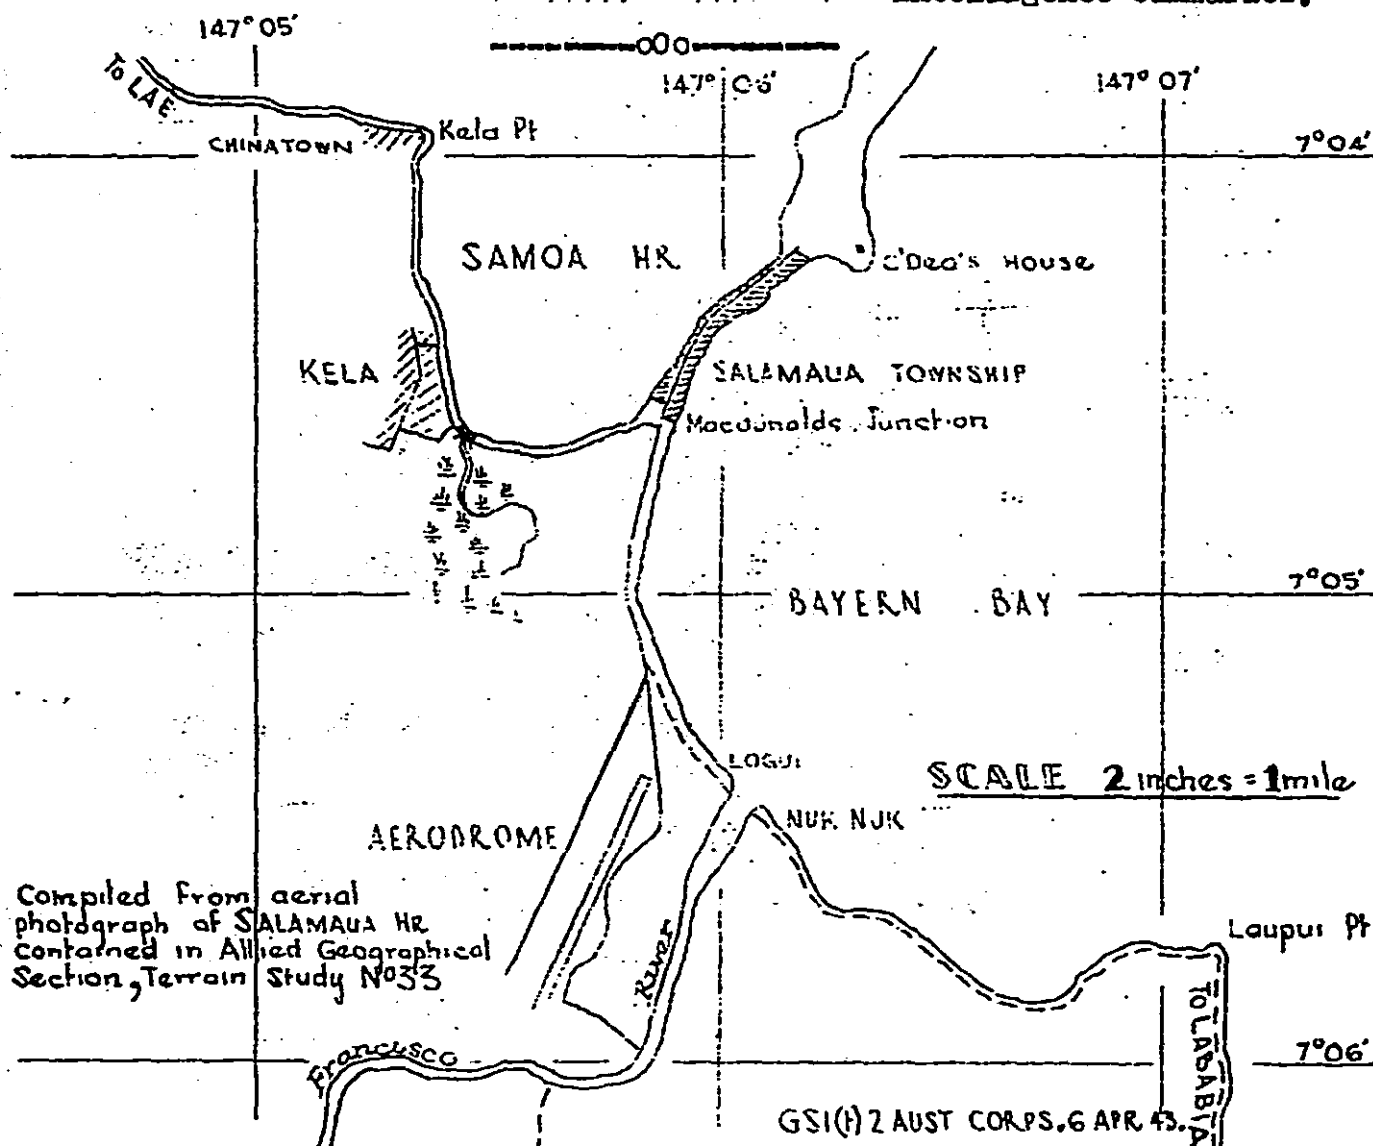 147° 05'
oOo
147° 06'
147° 07'
To LAE
CHINATOWN
Kela Pt
7°04'
SAMOA HR
O'Dea's House
KELA
SALAMAUA TOWNSHIP
Macdonalds Junction
7°05'
BAYERN BAY
LOGUI
SCALE 2 inches = 1 mile
NUK NUK
AERODROME
Compiled from aerial
photograph of SALAMAUA HR
contained in Allied Geographical
Section, Terrain Study Nº 33
River
Laupui Pt
To LABABIA
Francisco
7°06'
GSI(t) 2 AUST CORPS. 6 APR 43.